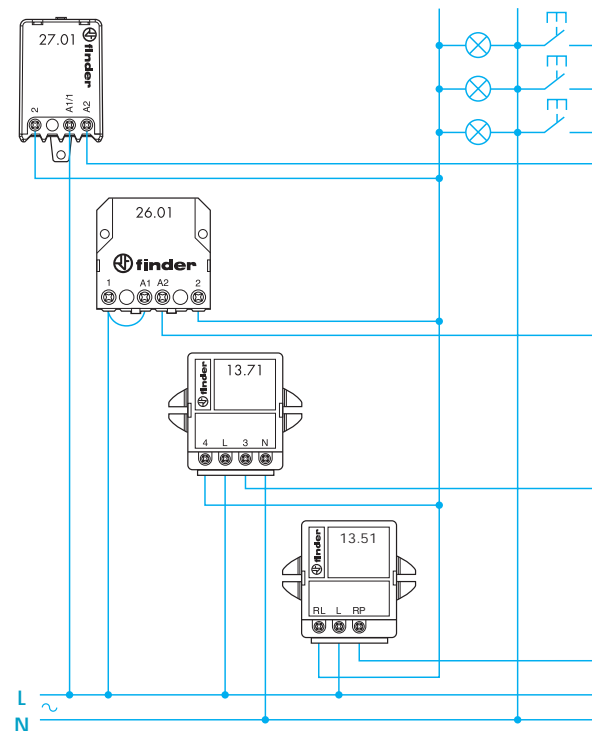 27.01
finder
2 A1/1 A2
26.01
finder
1 A1 A2 2
13.71
finder
4 L 3 N
13.51
finder
RL L RP
L
N